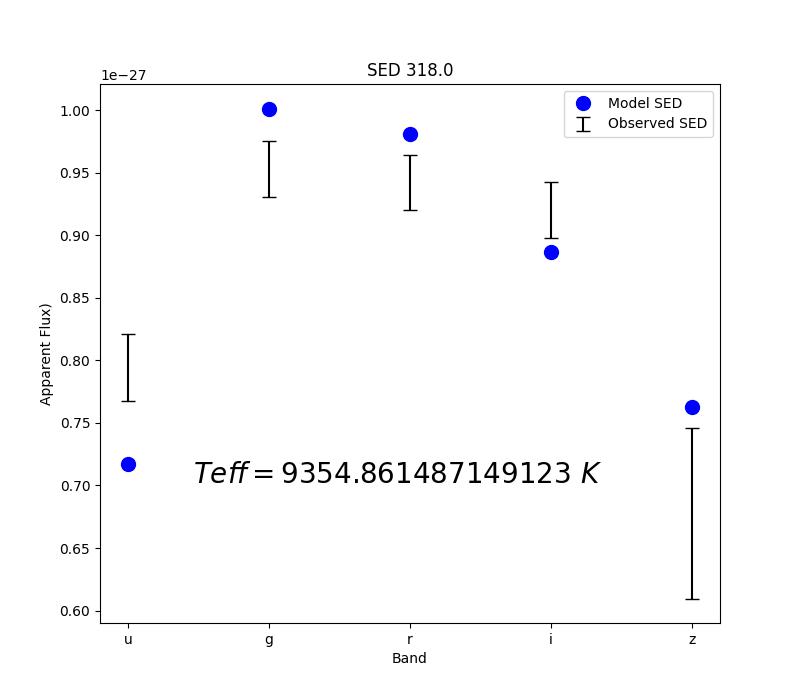 SED 318.0
1e−27
Model SED
Observed SED
1.00
0.95
0.90
0.85
0.80
0.75
0.70
0.65
0.60
Apparent Flux)
Teff = 9354.861487149123 K
u g r i z
Band